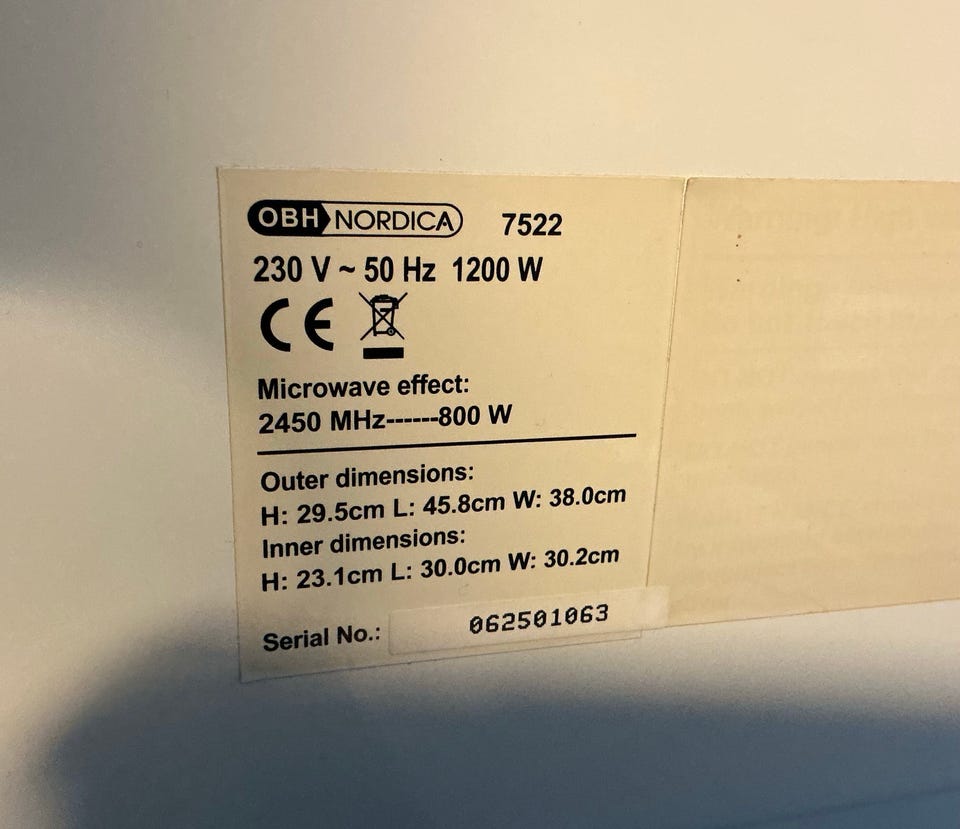 OBH NORDICA 7522
230 V ~ 50 Hz 1200 W
CE
Microwave effect:
2450 MHz------800 W
Outer dimensions:
H: 29.5cm L: 45.8cm W: 38.0cm
Inner dimensions:
H: 23.1cm L: 30.0cm W: 30.2cm
Serial No.: 062501063